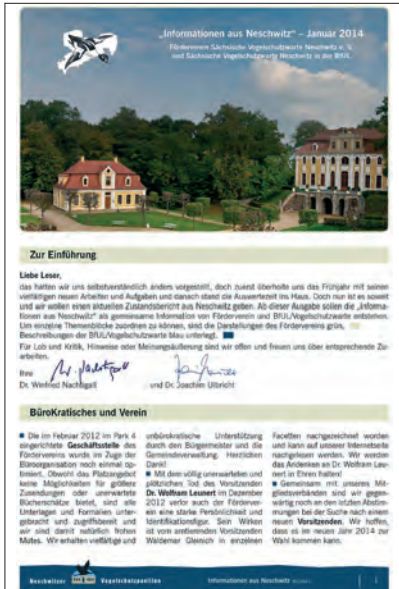 „Informationen aus Neschwitz“ – Januar 2014
Förderverein Sächsische Vogelschutzwarte Neschwitz e. V.
und Sächsische Vogelschutzwarte Neschwitz in der BfUL
Zur Einführung
Liebe Leser,
das hatten wir uns selbstverständlich anders vorgestellt, doch zuerst überholte uns das Frühjahr mit seinen
vielfältigen neuen Arbeiten und Aufgaben und danach stand die Auswertezeit ins Haus. Doch nun ist es soweit
und wir wollen einen aktuellen Zustandsbericht aus Neschwitz geben. Ab dieser Ausgabe sollen die „Informa-
tionen aus Neschwitz“ als gemeinsame Information von Förderverein und BfUL/Vogelschutzwarte entstehen.
Um einzelne Themenblöcke zuordnen zu können, sind die Darstellungen des Fördervereins grün,
Beschreibungen der BfUL/Vogelschutzwarte blau unterlegt.
Für Lob und Kritik, Hinweise oder Meinungsäußerung sind wir offen und freuen uns über entsprechende Zu-
arbeiten.
Ihre
Dr. Winfried Nachtigall und Dr. Joachim Ulbricht
BüroKratisches und Verein
Die im Februar 2012 im Park 4
eingerichtete Geschäftsstelle des
Fördervereins wurde im Zuge der
Büroorganisation noch einmal op-
timiert. Obwohl das Platzangebot
keine Möglichkeiten für größere
Zusendungen oder unerwartete
Bücherschätze bietet, sind alle
Unterlagen und Formalien unter-
gebracht und zugriffsbereit und
wir sind damit natürlich frohen
Mutes. Wir erhalten vielfältige und
unbürokratische Unterstützung
durch den Bürgermeister und die
Gemeindeverwaltung. Herzlichen
Dank!
Mit dem völlig unerwarteten und
plötzlichen Tod des Vorsitzenden
Dr. Wolfram Leunert im Dezember
2012 verlor auch der Förderver-
ein eine starke Persönlichkeit und
Identifikationsfigur. Sein Wirken
ist vom amtierenden Vorsitzenden
Waldemar Gleinich in einzelnen
Facetten nachgezeichnet worden
und kann auf unserer Internetseite
nachgelesen werden. Wir werden
das Andenken an Dr. Wolfram Leu-
nert in Ehren halten!
Gemeinsam mit unseres Mit-
gliedsverbänden sind wir gegen-
wärtig noch an den letzten Abstim-
mungen bei der Suche nach einem
neuen Vorsitzenden. Wir hoffen,
dass es im neuen Jahr 2014 zur
Wahl kommen kann.
Neschwitzer Vogelschutzpavillon Informationen aus Neschwitz